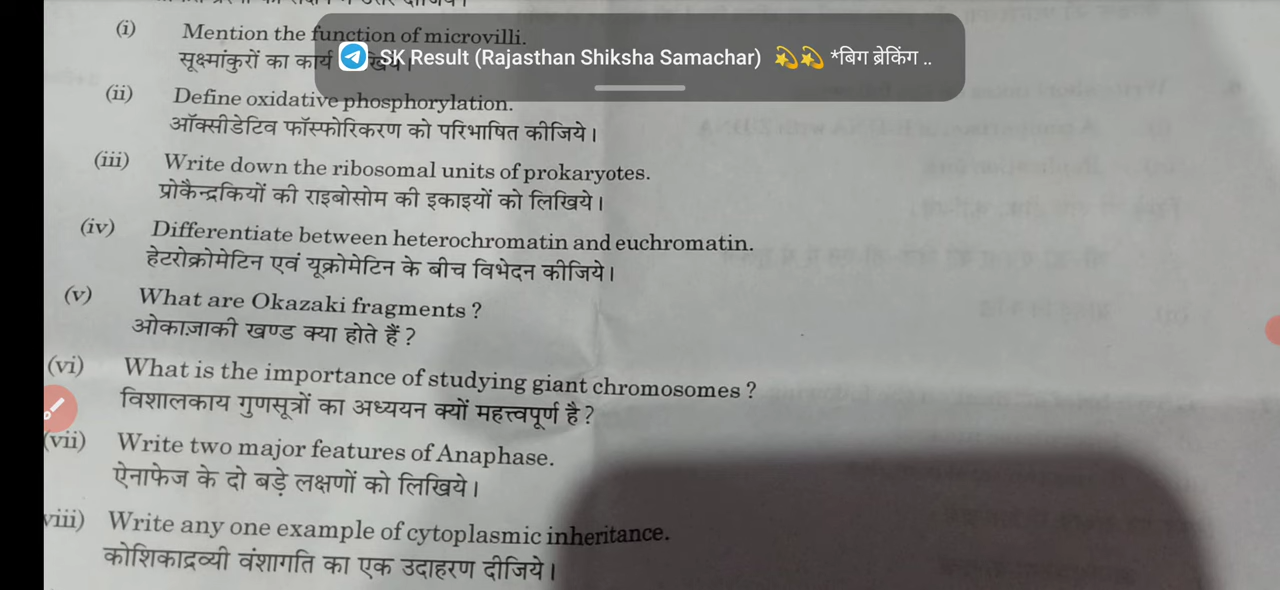 (i) Mention the function of microvilli.
सूक्ष्मांकुरों का कार्य
SK Result (Rajasthan Shiksha Samachar) 💫💫 *बिग ब्रेकिंग ..
(ii) Define oxidative phosphorylation.
ऑक्सीडेटिव फॉस्फोरिकरण को परिभाषित कीजिये।
(iii) Write down the ribosomal units of prokaryotes.
प्रोकैन्द्रकियों की राइबोसोम की इकाइयों को लिखिये।
(iv) Differentiate between heterochromatin and euchromatin.
हेटरोक्रोमेटिन एवं यूक्रोमेटिन के बीच विभेदन कीजिये।
(v) What are Okazaki fragments ?
ओकाज़ाकी खण्ड क्या होते हैं ?
(vi) What is the importance of studying giant chromosomes ?
विशालकाय गुणसूत्रों का अध्ययन क्यों महत्त्वपूर्ण है ?
(vii) Write two major features of Anaphase.
ऐनाफेज के दो बड़े लक्षणों को लिखिये।
viii) Write any one example of cytoplasmic inheritance.
कोशिकाद्रव्यी वंशागति का एक उदाहरण दीजिये।